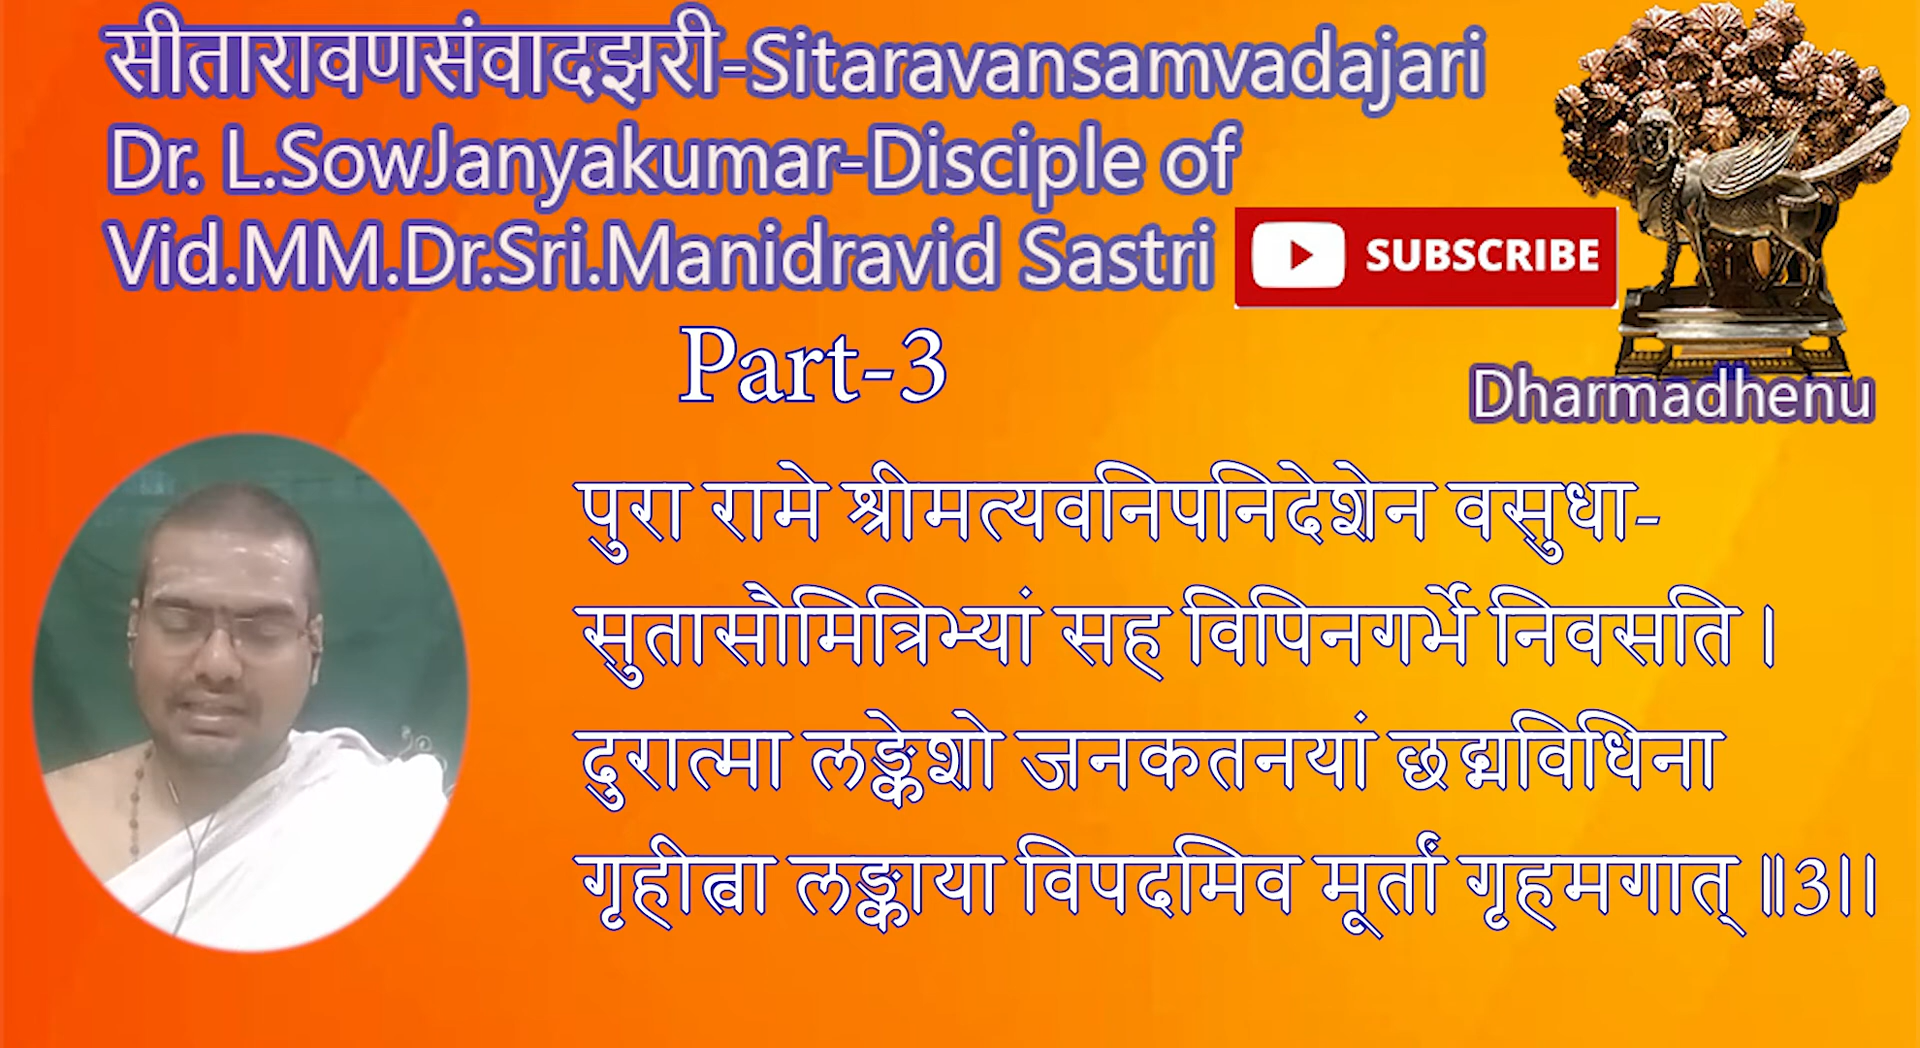 सीतारावणसंवादझरी-Sitaravansamvadajari
Dr. L.SowJanyakumar-Disciple of
Vid.MM.Dr.Sri.Manidravid Sastri
SUBSCRIBE
Part-3
Dharmadhenu
पुरा रामे श्रीमत्यवनिपनिदेशेन वसुधा-
सुतासौमित्रिभ्यां सह विपिनगर्भे निवसति ।
दुरात्मा लङ्केशो जनकतनयां छद्मविधिना
गृहीत्वा लङ्काया विपदमिव मूर्तां गृहमगात् ॥3।।